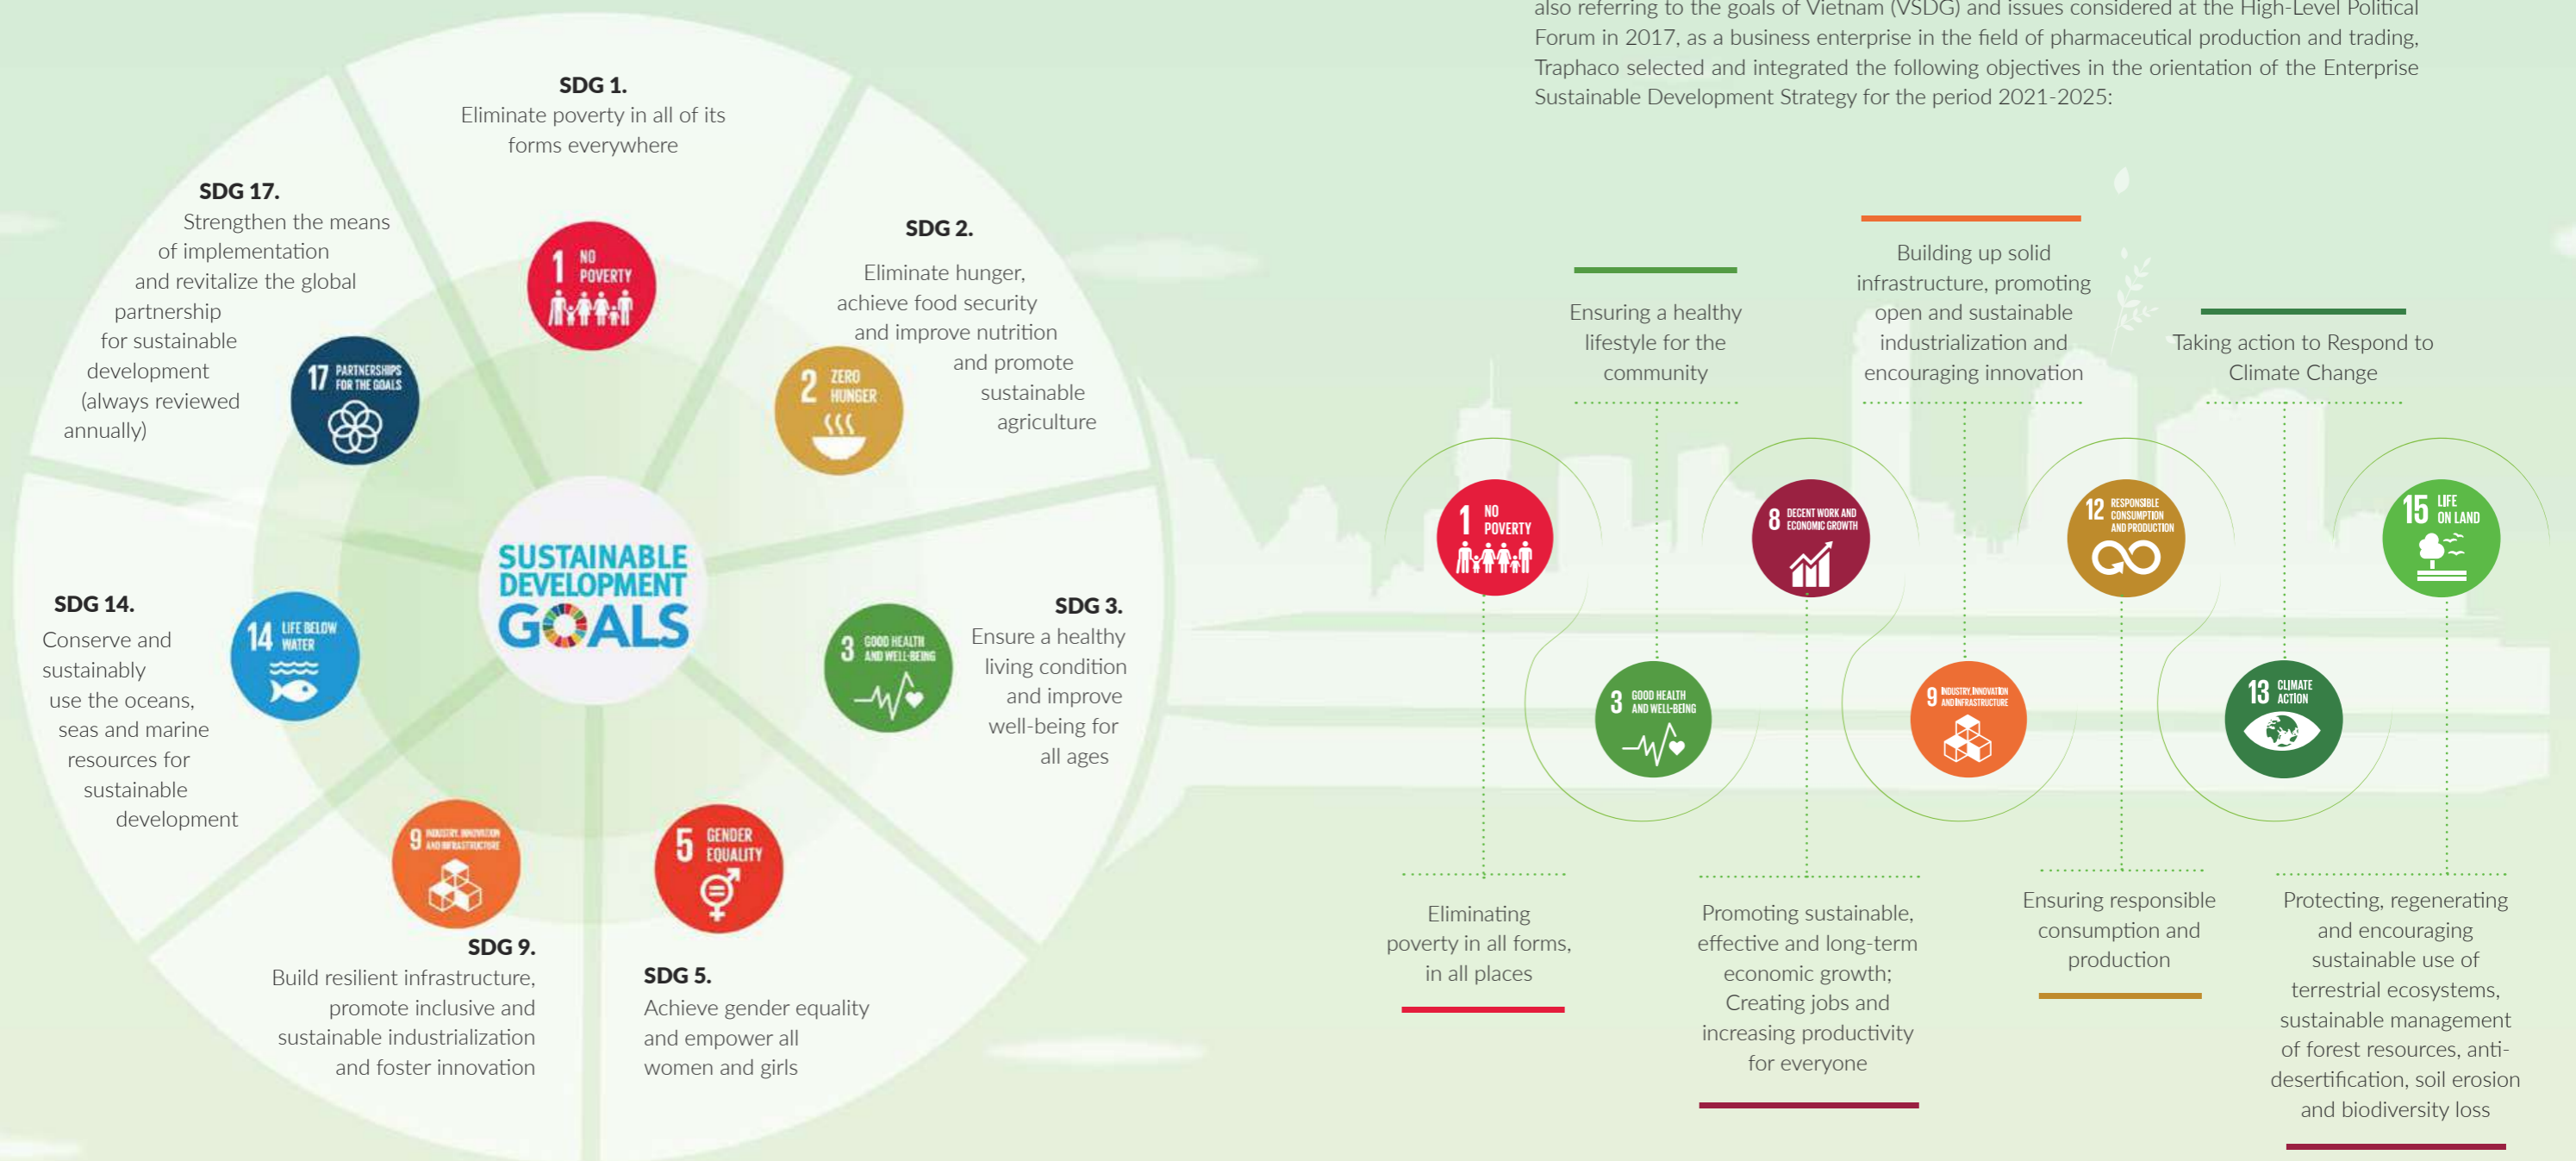 SDG 1.
Eliminate poverty in all of its
forms everywhere
1 NO
POVERTY
SDG 2.
Eliminate hunger,
achieve food security
and improve nutrition
and promote
sustainable
agriculture
2 ZERO
HUNGER
SDG 3.
Ensure a healthy
living condition
and improve
well-being for
all ages
3 GOOD HEALTH
AND WELL-BEING
SDG 5.
Achieve gender equality
and empower all
women and girls
5 GENDER
EQUALITY
SDG 9.
Build resilient infrastructure,
promote inclusive and
sustainable industrialization
and foster innovation
9 INDUSTRY, INNOVATION
AND INFRASTRUCTURE
SDG 14.
Conserve and
sustainably
use the oceans,
seas and marine
resources for
sustainable
development
14 LIFE BELOW
WATER
SDG 17.
Strengthen the means
of implementation
and revitalize the global
partnership
for sustainable
development
(always reviewed
annually)
17 PARTNERSHIPS
FOR THE GOALS
SUSTAINABLE
DEVELOPMENT
GOALS
also referring to the goals of Vietnam (VSDG) and issues considered at the High-Level Political
Forum in 2017, as a business enterprise in the field of pharmaceutical production and trading,
Traphaco selected and integrated the following objectives in the orientation of the Enterprise
Sustainable Development Strategy for the period 2021-2025:
1 NO
POVERTY
Eliminating
poverty in all forms,
in all places
Ensuring a healthy
lifestyle for the
community
3 GOOD HEALTH
AND WELL-BEING
8 DECENT WORK AND
ECONOMIC GROWTH
Promoting sustainable,
effective and long-term
economic growth;
Creating jobs and
increasing productivity
for everyone
Building up solid
infrastructure, promoting
open and sustainable
industrialization and
encouraging innovation
9 INDUSTRY, INNOVATION
AND INFRASTRUCTURE
12 RESPONSIBLE
CONSUMPTION
AND PRODUCTION
Ensuring responsible
consumption and
production
Taking action to Respond to
Climate Change
13 CLIMATE
ACTION
15 LIFE
ON LAND
Protecting, regenerating
and encouraging
sustainable use of
terrestrial ecosystems,
sustainable management
of forest resources, anti-
desertification, soil erosion
and biodiversity loss